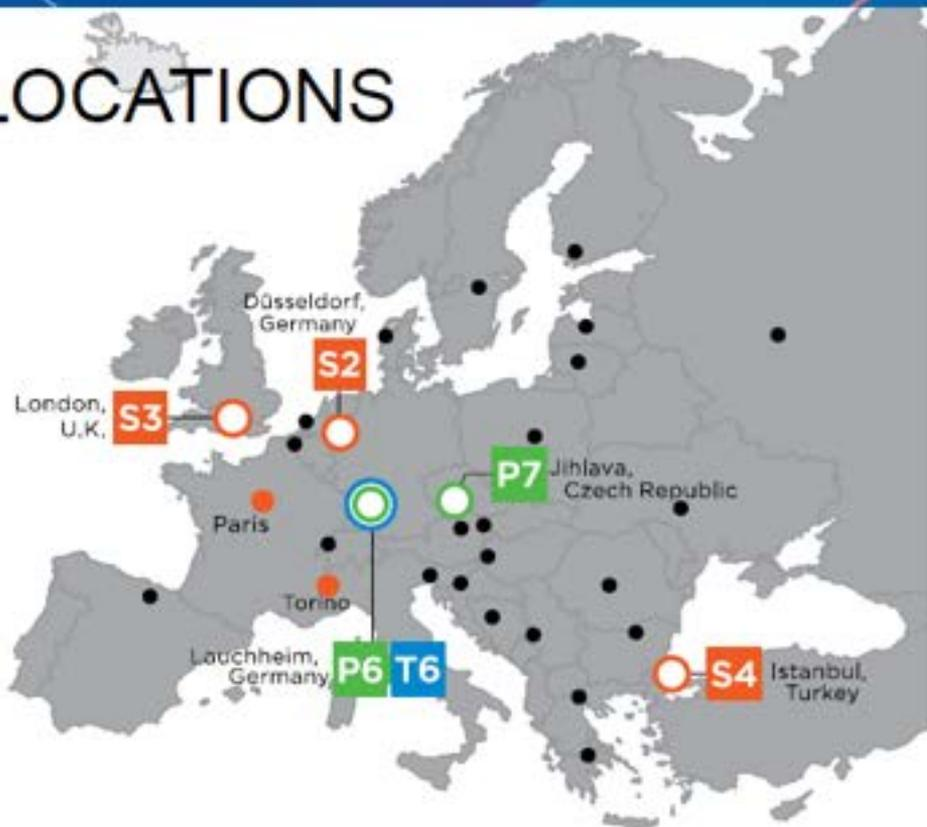 LOCATIONS
Düsseldorf,
Germany
S2
London,
U.K.
S3
P7
Jihlava,
Czech Republic
Paris
Torino
Lauchheim,
Germany
P6 T6
S4
Istanbul,
Turkey